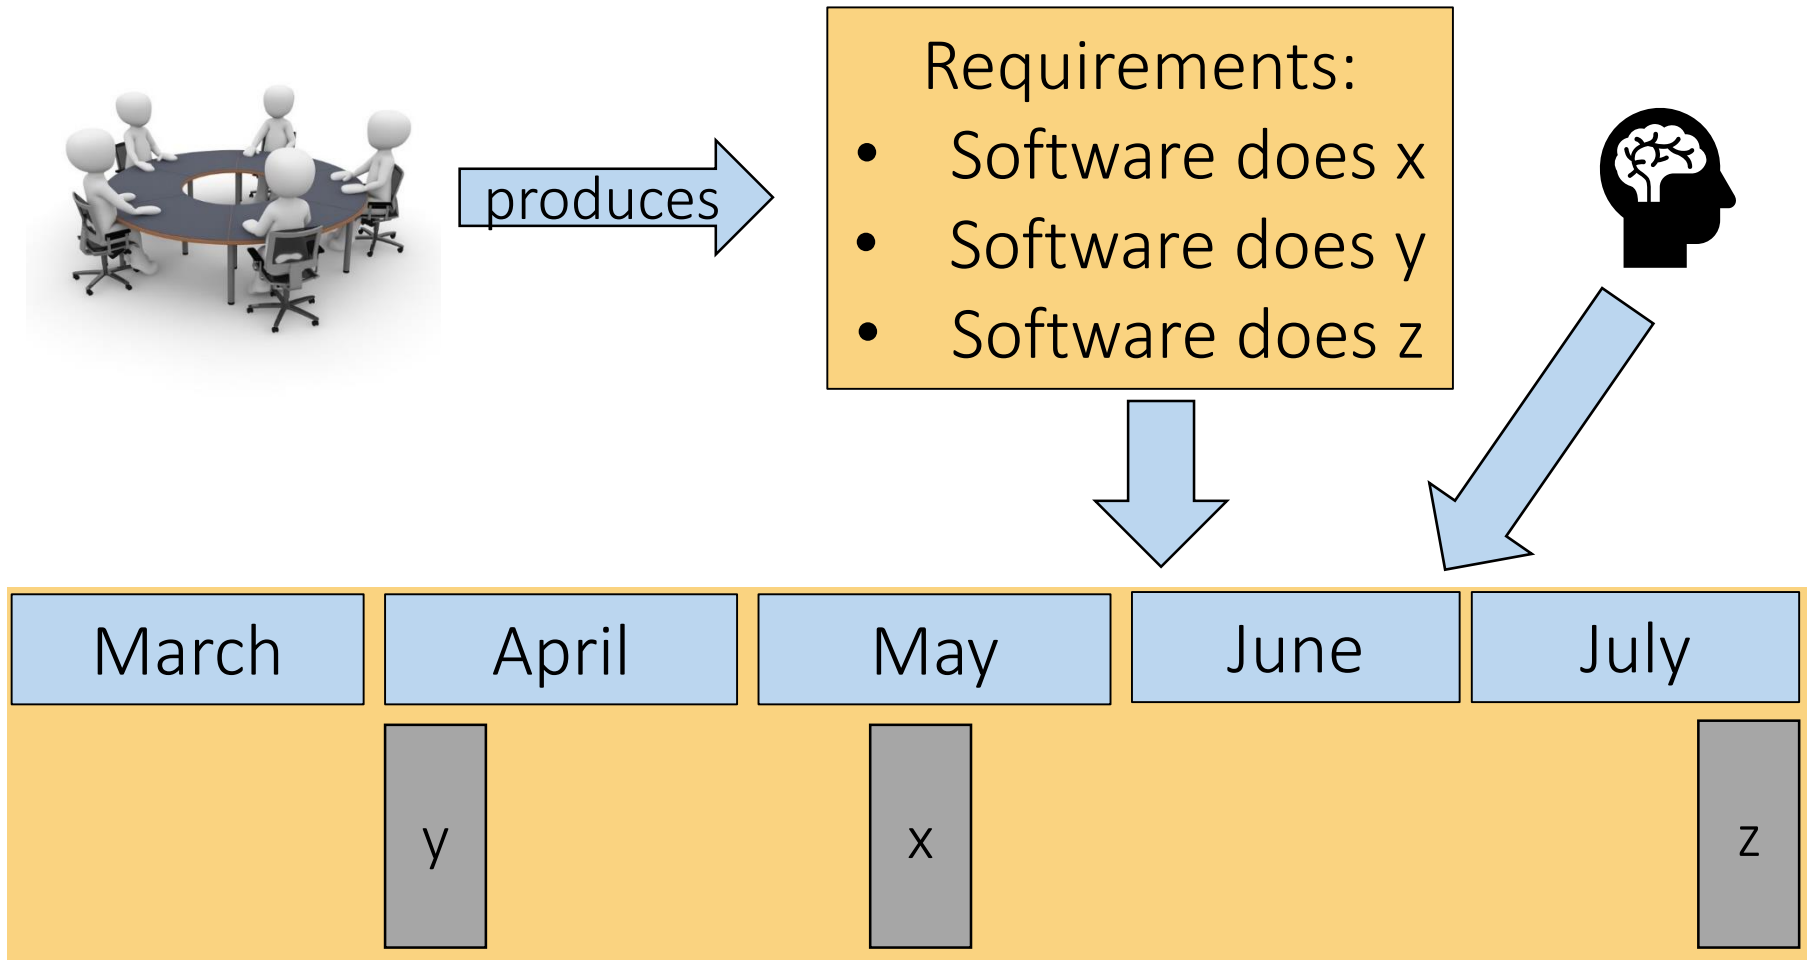 produces
Requirements:
• Software does x
• Software does y
• Software does z
March
April
May
June
July
y
x
z